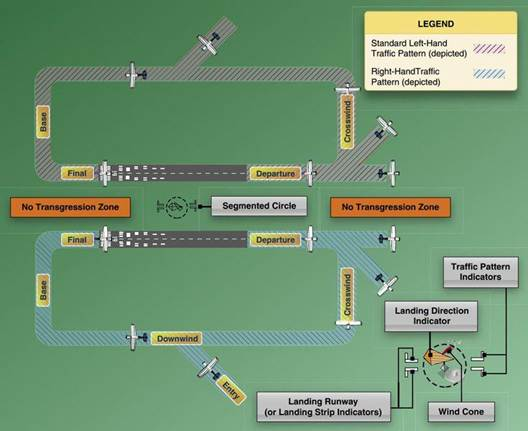 LEGEND
Standard Left-Hand
Traffic Pattern (depicted)
Right-HandTraffic
Pattern (depicted)
Base
Crosswind
Final
Departure
No Transgression Zone
Segmented Circle
No Transgression Zone
Final
Departure
Base
Crosswind
Downwind
Entry
Traffic Pattern
Indicators
Landing Direction
Indicator
Landing Runway
(or Landing Strip Indicators)
Wind Cone